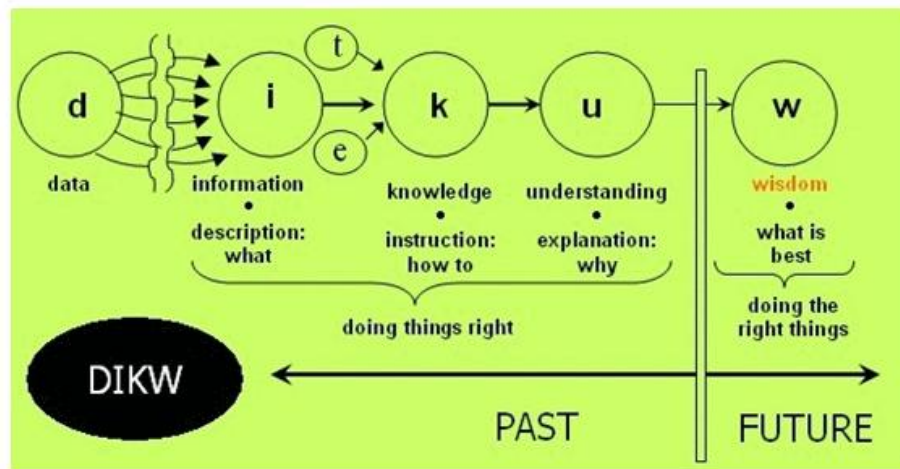 d
i
t
e
k
u
w
data
information
•
description:
what
knowledge
•
instruction:
how to
understanding
•
explanation:
why
wisdom
•
what is
best
doing things right
doing the
right things
DIKW
PAST
FUTURE